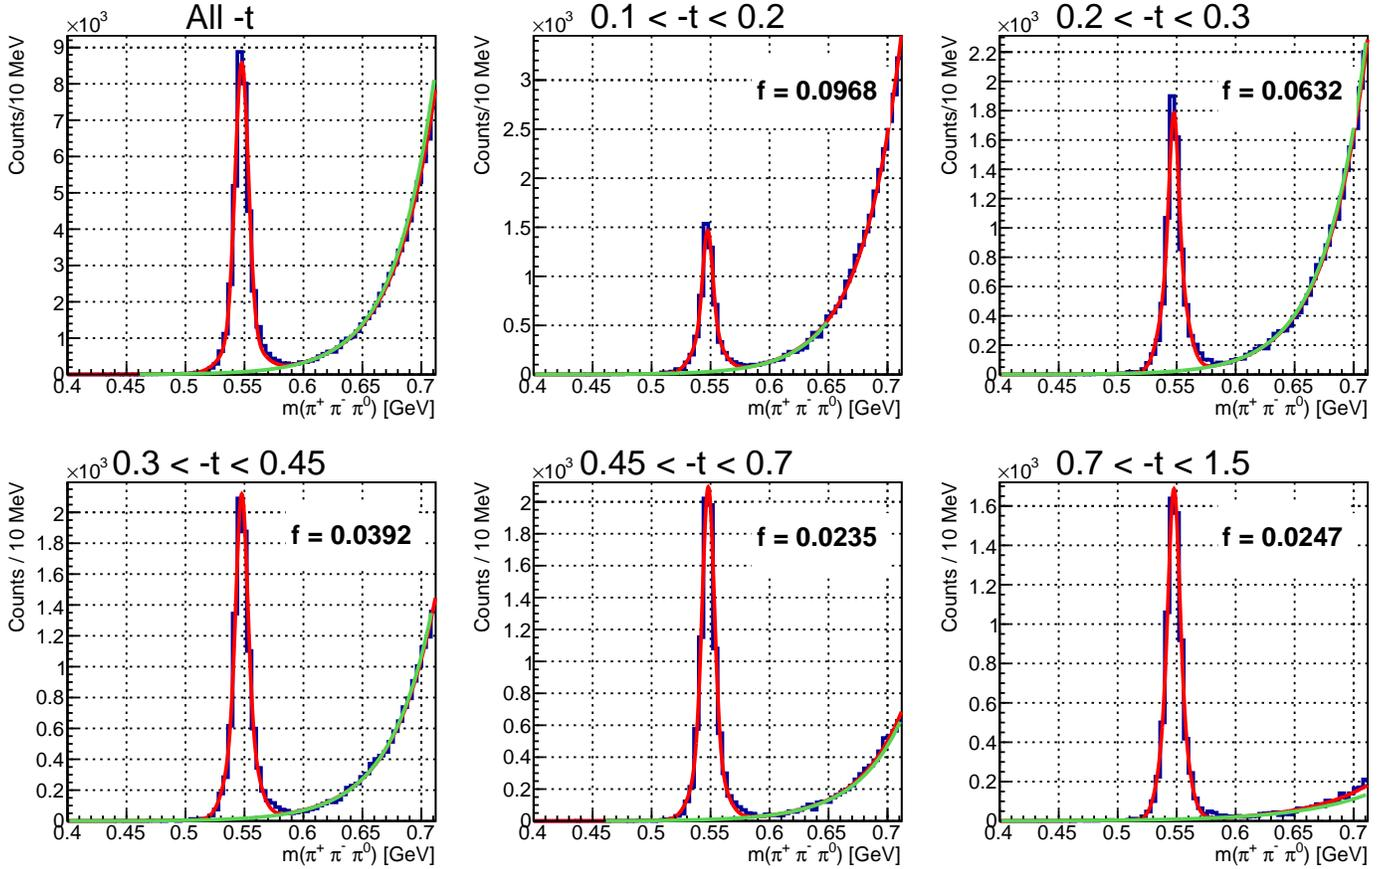 All -t
×10³
Counts/10 MeV
9
8
7
6
5
4
3
2
1
0
0.4 0.45 0.5 0.55 0.6 0.65 0.7
m(π⁺ π⁻ π⁰) [GeV]
0.1 < -t < 0.2
×10³
Counts/10 MeV
f = 0.0968
3
2.5
2
1.5
1
0.5
0
0.4 0.45 0.5 0.55 0.6 0.65 0.7
m(π⁺ π⁻ π⁰) [GeV]
0.2 < -t < 0.3
×10³
Counts/10 MeV
f = 0.0632
2.2
2
1.8
1.6
1.4
1.2
1
0.8
0.6
0.4
0.2
0
0.4 0.45 0.5 0.55 0.6 0.65 0.7
m(π⁺ π⁻ π⁰) [GeV]
0.3 < -t < 0.45
×10³
Counts / 10 MeV
f = 0.0392
2
1.8
1.6
1.4
1.2
1
0.8
0.6
0.4
0.2
0
0.4 0.45 0.5 0.55 0.6 0.65 0.7
m(π⁺ π⁻ π⁰) [GeV]
0.45 < -t < 0.7
×10³
Counts / 10 MeV
f = 0.0235
2
1.8
1.6
1.4
1.2
1
0.8
0.6
0.4
0.2
0
0.4 0.45 0.5 0.55 0.6 0.65 0.7
m(π⁺ π⁻ π⁰) [GeV]
0.7 < -t < 1.5
×10³
Counts / 10 MeV
f = 0.0247
1.6
1.4
1.2
1
0.8
0.6
0.4
0.2
0
0.4 0.45 0.5 0.55 0.6 0.65 0.7
m(π⁺ π⁻ π⁰) [GeV]